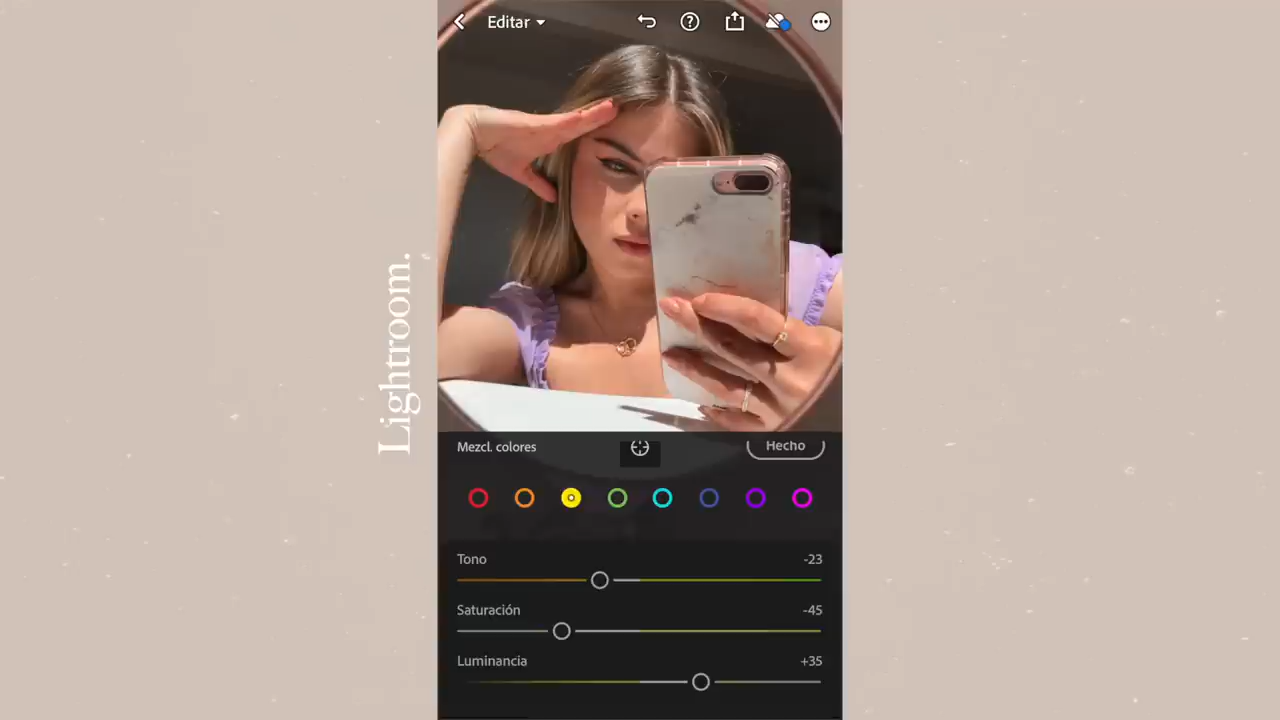 Editar
Lightroom.
Mezcl. colores
Hecho
Tono -23
Saturación -45
Luminancia +35